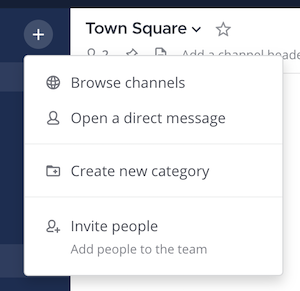 Town Square
2
Add a channel heade
Browse channels
Open a direct message
Create new category
Invite people
Add people to the team